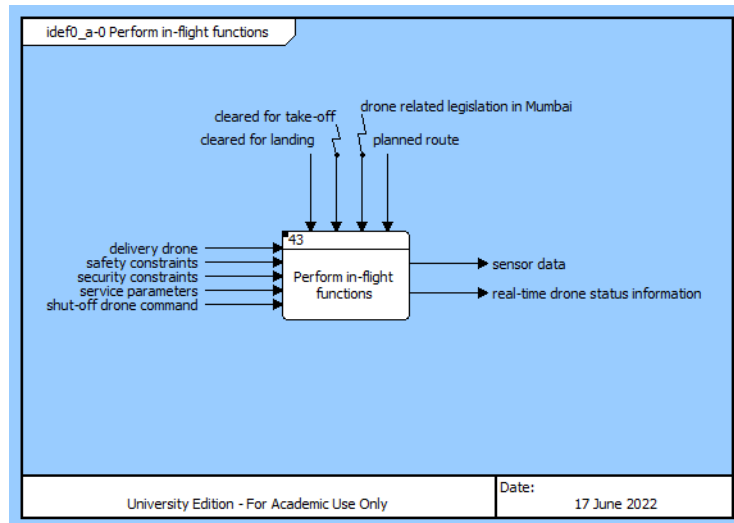 idef0_a-0 Perform in-flight functions
drone related legislation in Mumbai
cleared for take-off
cleared for landing
planned route
43
Perform in-flight
functions
delivery drone
safety constraints
security constraints
service parameters
shut-off drone command
sensor data
real-time drone status information
University Edition - For Academic Use Only
Date:
17 June 2022